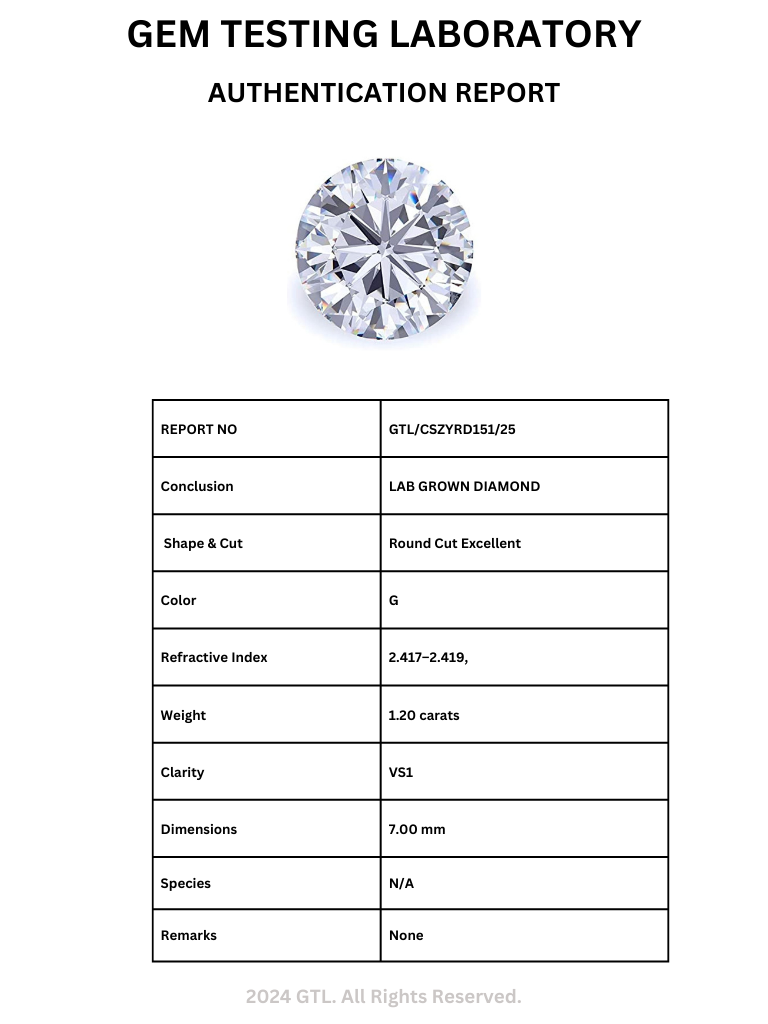 GEM TESTING LABORATORY
AUTHENTICATION REPORT
REPORT NO GTL/CSZYRD151/25
Conclusion LAB GROWN DIAMOND
Shape & Cut Round Cut Excellent
Color G
Refractive Index 2.417–2.419,
Weight 1.20 carats
Clarity VS1
Dimensions 7.00 mm
Species N/A
Remarks None
2024 GTL. All Rights Reserved.